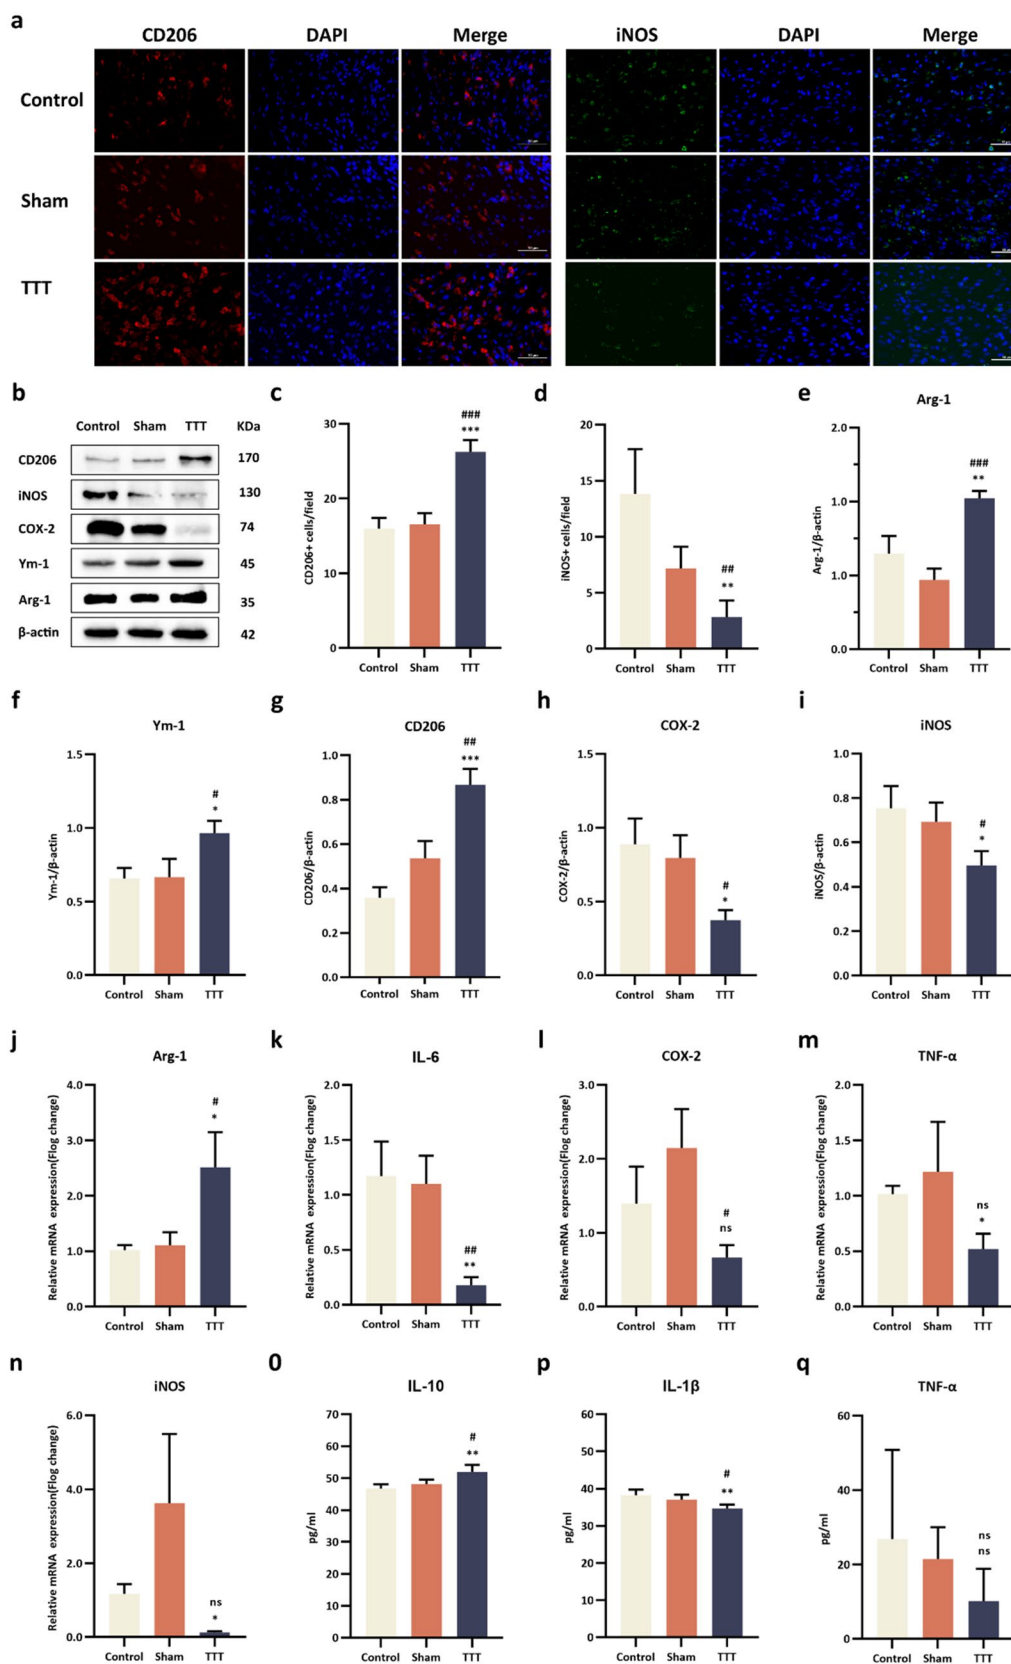 a
CD206 DAPI Merge iNOS DAPI Merge
Control
Sham
TTT
b
Control Sham TTT KDa
CD206 170
iNOS 130
COX-2 74
Ym-1 45
Arg-1 35
β-actin 42
c
CD206+ cells/field
30
20
10
0
###
***
Control Sham TTT
d
iNOS+ cells/field
20
15
10
5
0
##
**
Control Sham TTT
e
Arg-1
Arg-1/β-actin
2.0
1.0
1.0
0.0
###
**
Control Sham TTT
f
Ym-1
Ym-1/β-actin
1.5
1.0
0.5
0.0
#
*
Control Sham TTT
g
CD206
CD206/β-actin
1.0
0.8
0.6
0.4
0.2
0.0
##
***
Control Sham TTT
h
COX-2
COX-2/β-actin
1.5
1.0
0.5
0.0
#
*
Control Sham TTT
i
iNOS
iNOS/β-actin
1.0
0.8
0.6
0.4
0.2
0.0
#
*
Control Sham TTT
j
Arg-1
Relative mRNA expression(Flog change)
4.0
3.0
2.0
1.0
0.0
#
*
Control Sham TTT
k
IL-6
Relative mRNA expression(Flog change)
2.0
1.5
1.0
0.5
0.0
##
**
Control Sham TTT
l
COX-2
Relative mRNA expression(Flog change)
3.0
2.0
1.0
0.0
#
ns
Control Sham TTT
m
TNF-α
Relative mRNA expression(Flog change)
2.0
1.5
1.0
0.5
0.0
ns
*
Control Sham TTT
n
iNOS
Relative mRNA expression(Flog change)
6.0
4.0
2.0
0.0
ns
*
Control Sham TTT
0
IL-10
pg/ml
70
60
50
40
30
20
10
0
#
**
Control Sham TTT
p
IL-1β
pg/ml
60
50
40
30
20
10
0
#
**
Control Sham TTT
q
TNF-α
pg/ml
60
40
20
0
ns
ns
Control Sham TTT